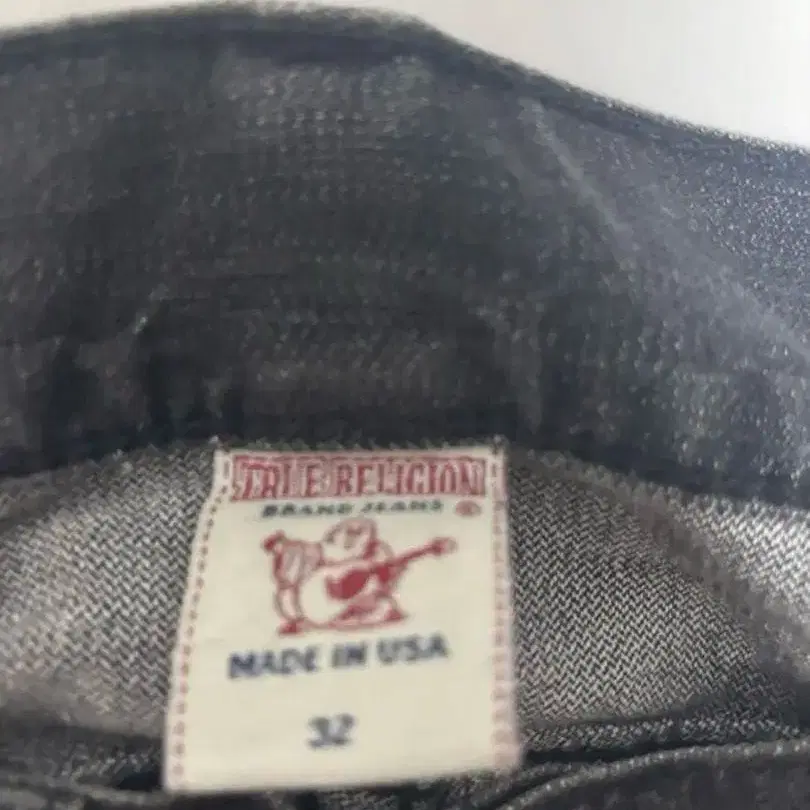 TRUE RELIGION
BRAND JEANS ®
MADE IN USA
32